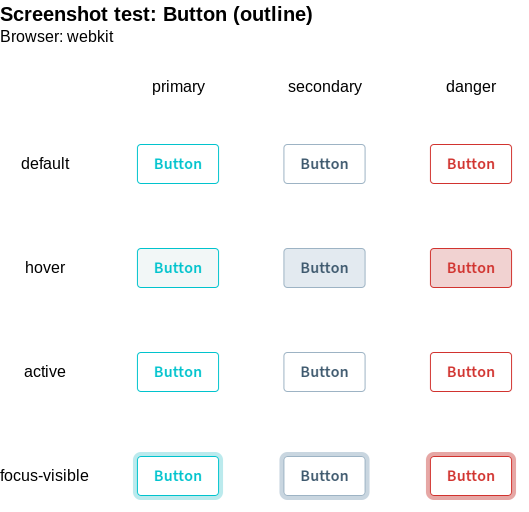 Screenshot test: Button (outline)
Browser: webkit
primary secondary danger
default Button Button Button
hover Button Button Button
active Button Button Button
focus-visible Button Button Button